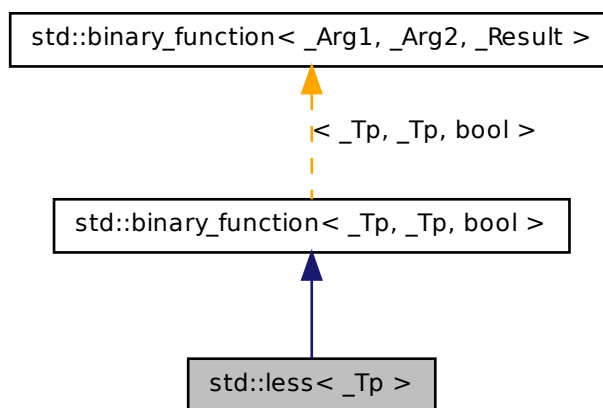 std::binary_function< _Arg1, _Arg2, _Result >
< _Tp, _Tp, bool >
std::binary_function< _Tp, _Tp, bool >
std::less< _Tp >